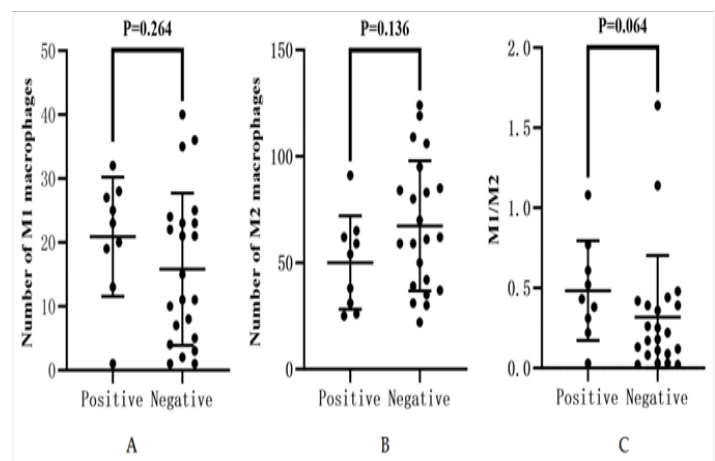 P=0.264
Number of M1 macrophages
50
40
30
20
10
0
Positive Negative
A
P=0.136
Number of M2 macrophages
150
100
50
0
Positive Negative
B
P=0.064
M1/M2
2.0
1.5
1.0
0.5
0.0
Positive Negative
C